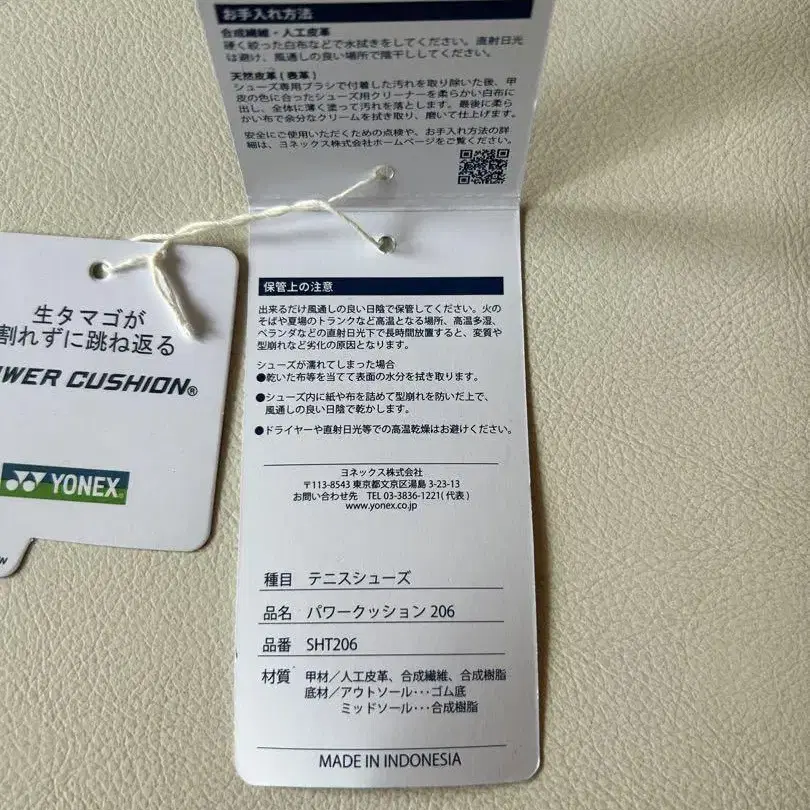 お手入れ方法
合成繊維・人工皮革
硬く絞った白布などで水拭きをしてください。直射日光
は避け、風通しの良い場所で陰干ししてください。
天然皮革(表革)
シューズ専用ブラシで付着した汚れを取り除いた後、甲
皮の色に合ったシューズ用クリーナーを柔らかい白布に
出し、全体に薄く塗って汚れを落とします。最後に柔ら
かい布で余分なクリームを拭き取り、磨いて仕上げます。
安全にご使用いただくための点検や、お手入れ方法の詳
細は、ヨネックス株式会社ホームページをご覧ください。
生タマゴが
割れずに跳ね返る
WER CUSHION®
YONEX®
保管上の注意
出来るだけ風通しの良い日陰で保管してください。火の
そばや夏場のトランクなど高温となる場所、高温多湿、
ベランダなどの直射日光下で長時間放置すると、変質や
型崩れなど劣化の原因となります。
シューズが濡れてしまった場合
●乾いた布等を当てて表面の水分を拭き取ります。
●シューズ内に紙や布を詰めて型崩れを防いだ上で、
風通しの良い日陰で乾かします。
●ドライヤーや直射日光等での高温乾燥はお避けください。
ヨネックス株式会社
〒113-8543 東京都文京区湯島 3-23-13
お問い合わせ先 TEL 03-3836-1221(代表)
www.yonex.co.jp
種目 テニスシューズ
品名 パワークッション 206
品番 SHT206
材質 甲材/人工皮革、合成繊維、合成樹脂
底材/アウトソール･･･ゴム底
ミッドソール･･･合成樹脂
MADE IN INDONESIA